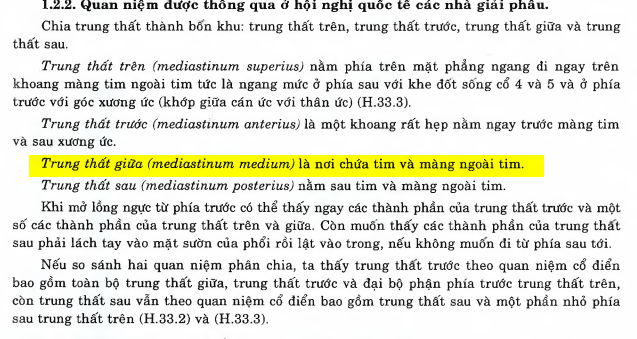 1.2.2. Quan niệm được thông qua ở hội nghị quốc tế các nhà giải phẫu.
Chia trung thất thành bốn khu: trung thất trên, trung thất trước, trung thất giữa và trung
thất sau.
Trung thất trên (mediastinum superius) nằm phía trên mặt phẳng ngang đi ngay trên
khoang màng tim ngoài tim tức là ngang mức ở phía sau với khe đốt sống cổ 4 và 5 và ở phía
trước với góc xương ức (khớp giữa cán ức với thân ức) (H.33.3).
Trung thất trước (mediastinum anterius) là một khoang rất hẹp nằm ngay trước màng tim
và sau xương ức.
Trung thất giữa (mediastinum medium) là nơi chứa tim và màng ngoài tim.
Trung thất sau (mediastinum posterius) nằm sau tim và màng ngoài tim.
Khi mở lồng ngực từ phía trước có thể thấy ngay các thành phần của trung thất trước và một
số các thành phần của trung thất trên và giữa. Còn muốn thấy các thành phần của trung thất
sau phải lách tay vào mặt sườn của phổi rồi lật vào trong, nếu không muốn đi từ phía sau tới.
Nếu so sánh hai quan niệm phân chia, ta thấy trung thất trước theo quan niệm cổ điển
bao gồm toàn bộ trung thất giữa, trung thất trước và đại bộ phận phía trước trung thất trên,
còn trung thất sau vẫn theo quan niệm cổ điển bao gồm trung thất sau và một phần nhỏ phía
sau trung thất trên (H.33.2) và (H.33.3).